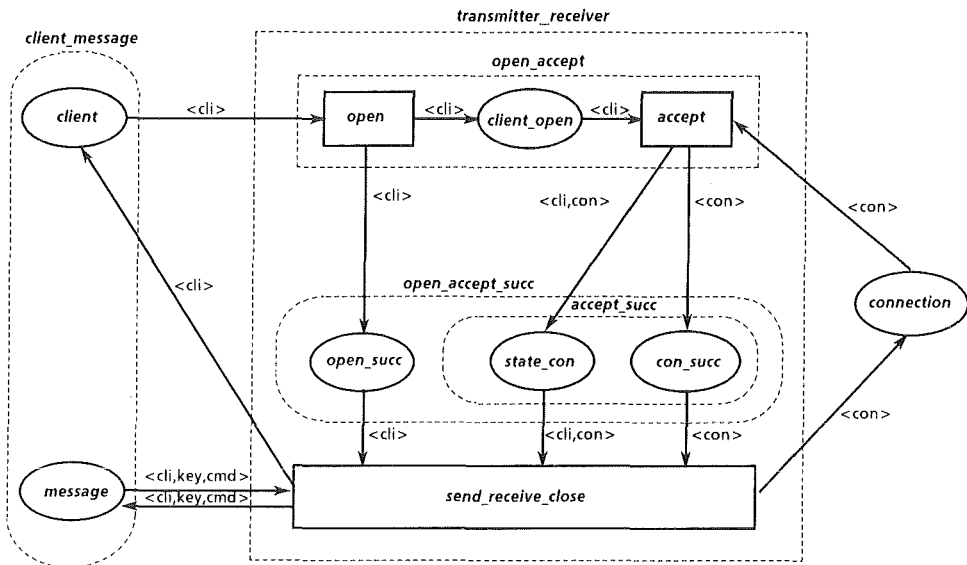 transmitter_receiver
client_message
open_accept
client
<cli>
open
<cli>
client_open
<cli>
accept
<cli>
<cli,con>
<con>
<con>
<cli>
open_accept_succ
accept_succ
connection
open_succ
state_con
con_succ
<cli>
<cli,con>
<con>
<con>
message
<cli,key,cmd>
<cli,key,cmd>
send_receive_close